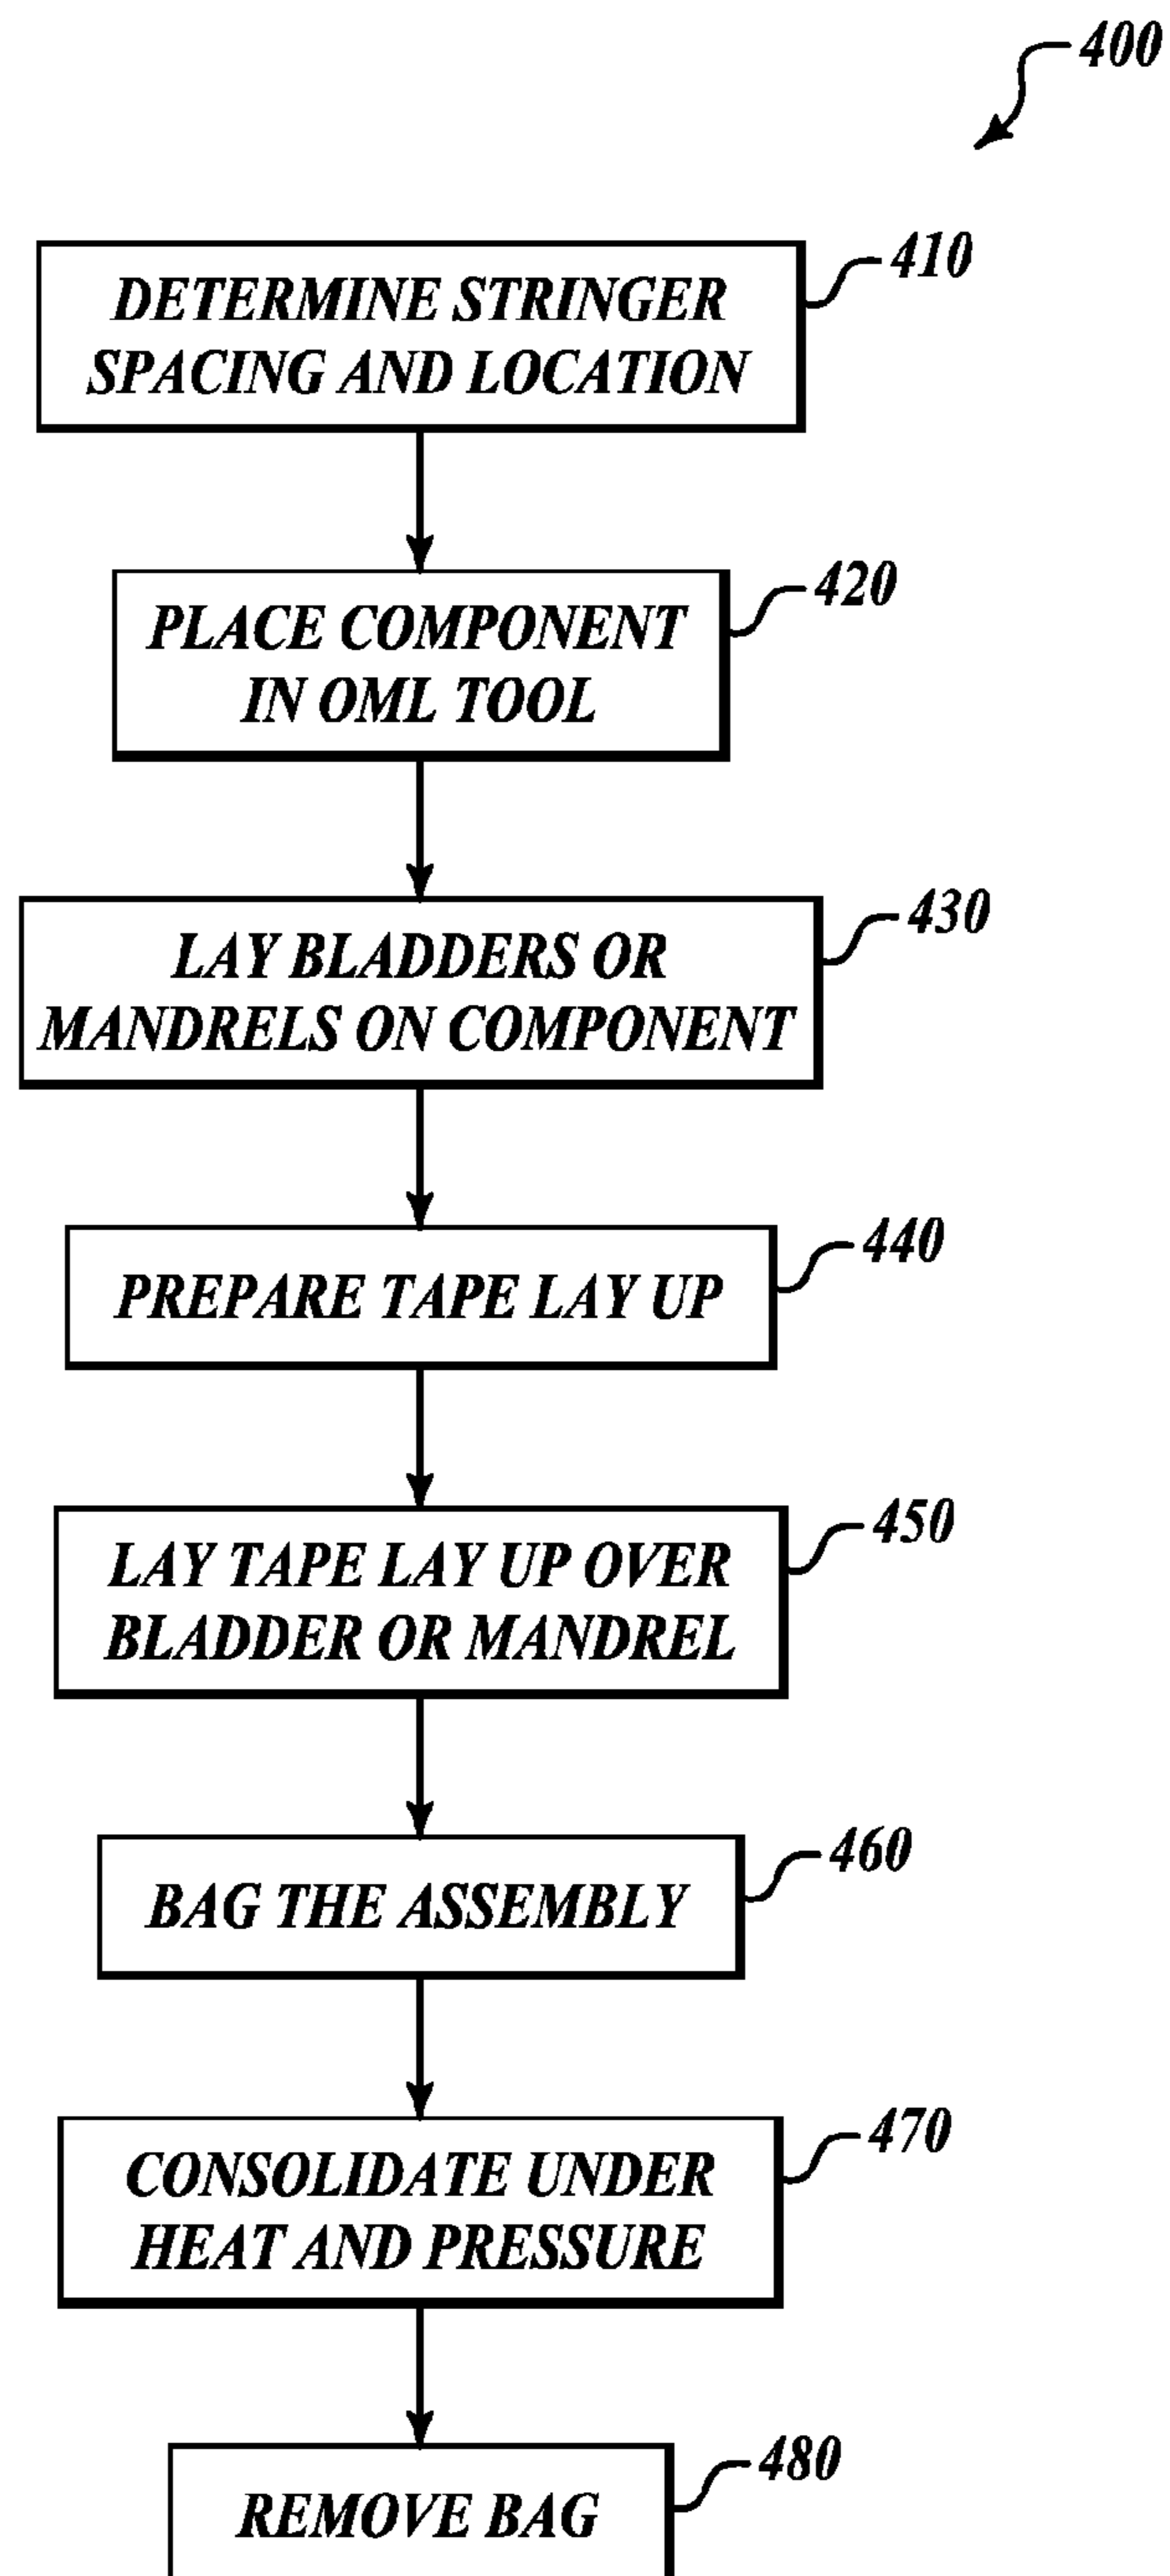 400
410
DETERMINE STRINGER
SPACING AND LOCATION
420
PLACE COMPONENT
IN OML TOOL
430
LAY BLADDERS OR
MANDRELS ON COMPONENT
440
PREPARE TAPE LAY UP
450
LAY TAPE LAY UP OVER
BLADDER OR MANDREL
460
BAG THE ASSEMBLY
470
CONSOLIDATE UNDER
HEAT AND PRESSURE
480
REMOVE BAG